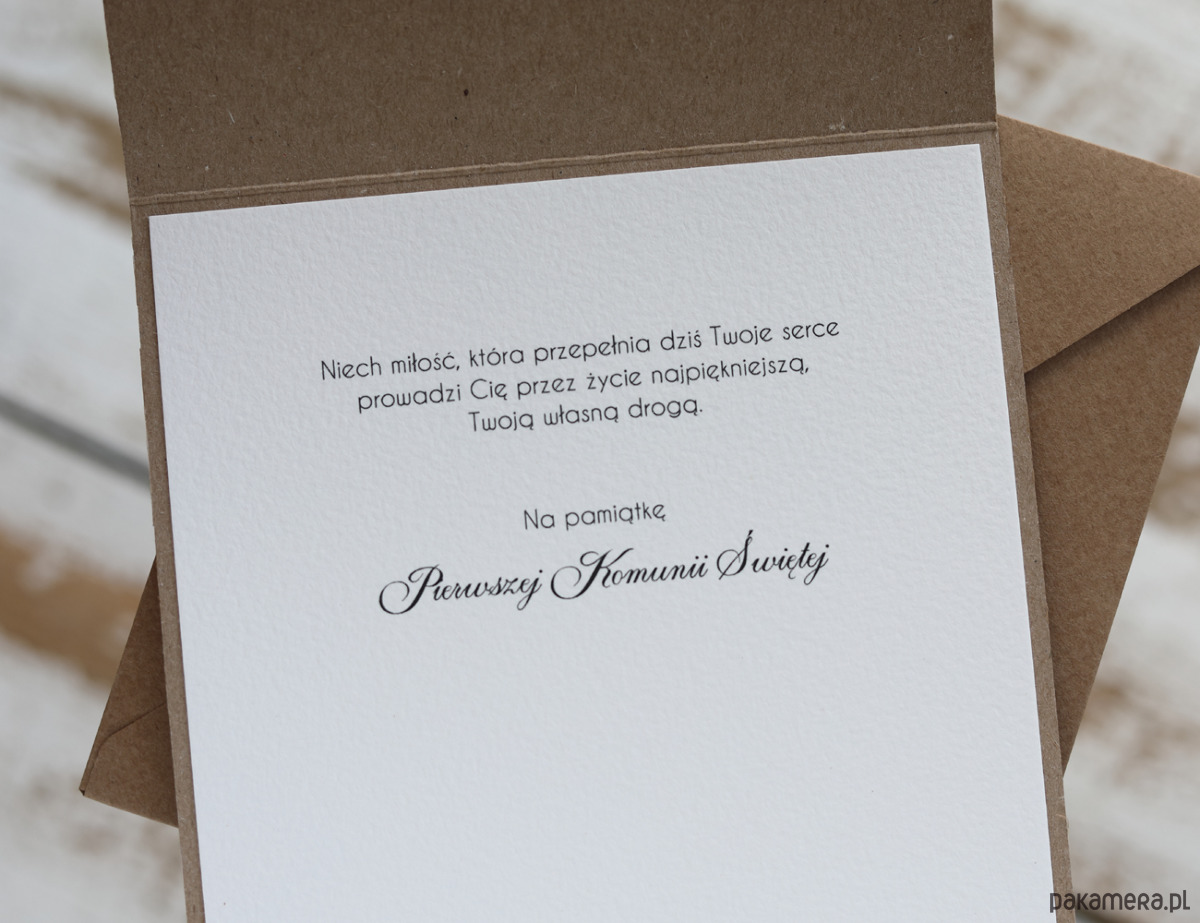 Niech miłość, która przepełnia dziś Twoje serce
prowadzi Cię przez życie najpiękniejszą,
Twoją własną drogą.
Na pamiątkę
Pierwszej Komunii Świętej
pakamera.pl